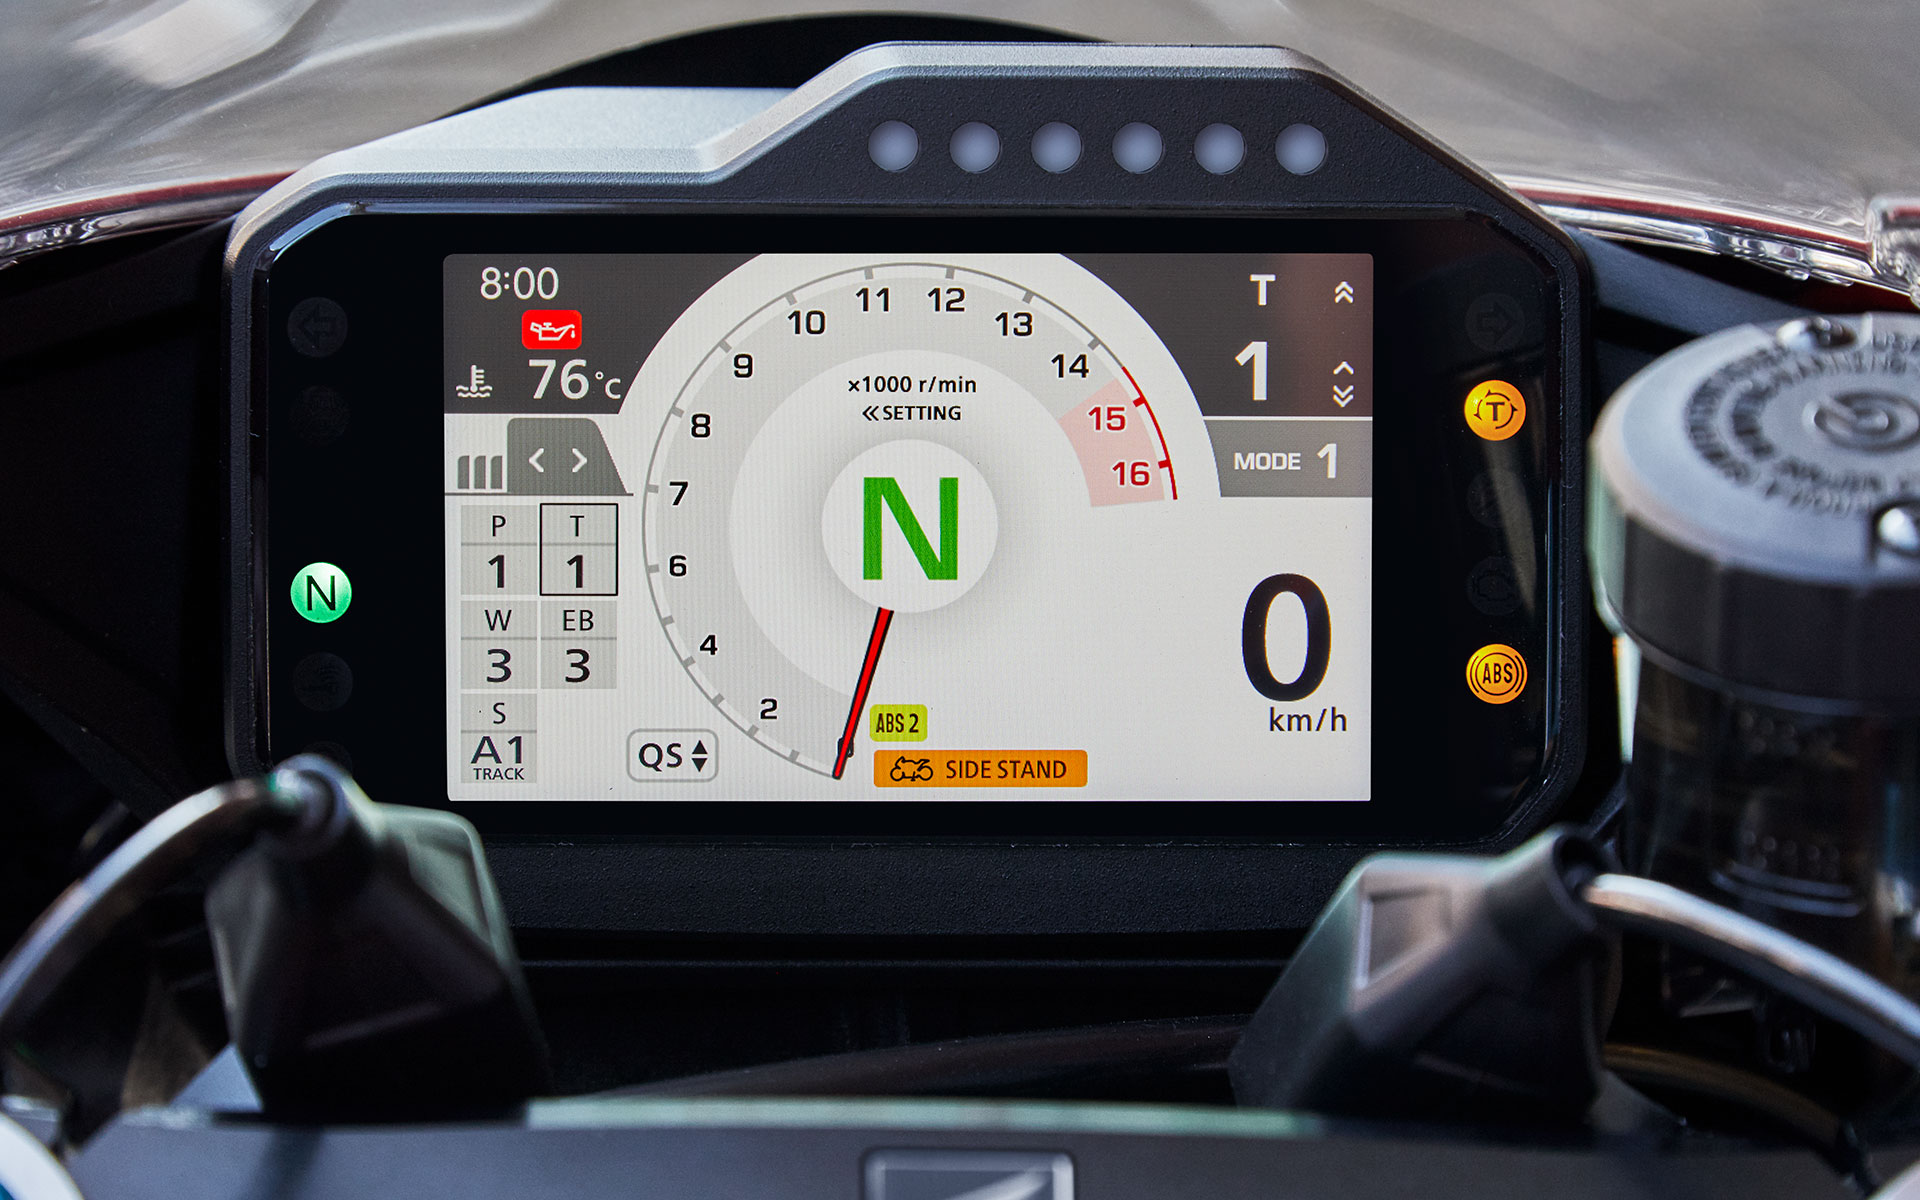 8:00
76°C
11 12
10 13
9 14
8 15
7 16
6
4
2
0
×1000 r/min
≪SETTING
N
T
1
MODE 1
P T
1 1
W EB
3 3
S
A1
TRACK
QS
ABS 2
SIDE STAND
0
km/h
N
T
ABS